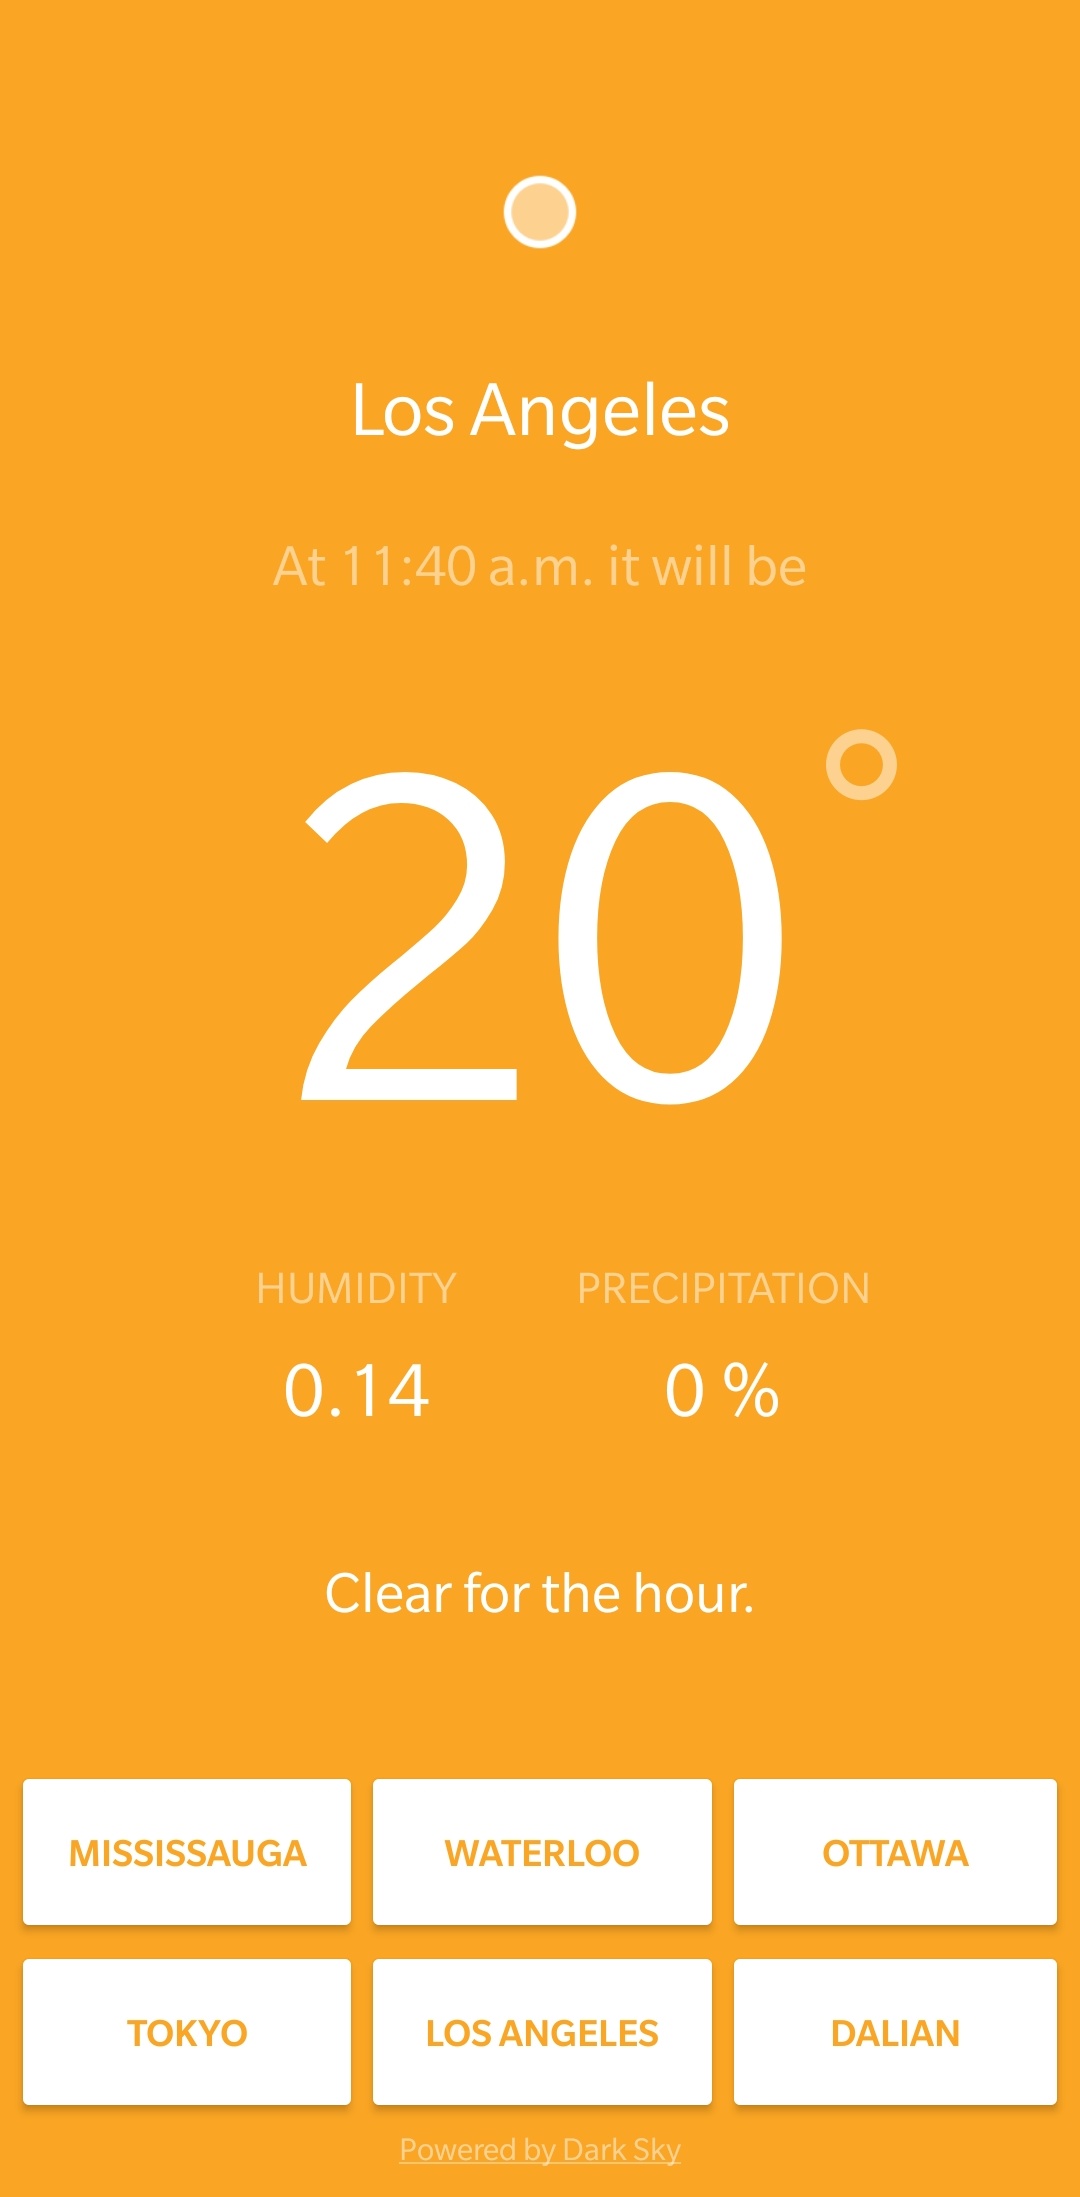 Los Angeles
At 11:40 a.m. it will be
20°
HUMIDITY PRECIPITATION
0.14 0 %
Clear for the hour.
MISSISSAUGA WATERLOO OTTAWA
TOKYO LOS ANGELES DALIAN
Powered by Dark Sky